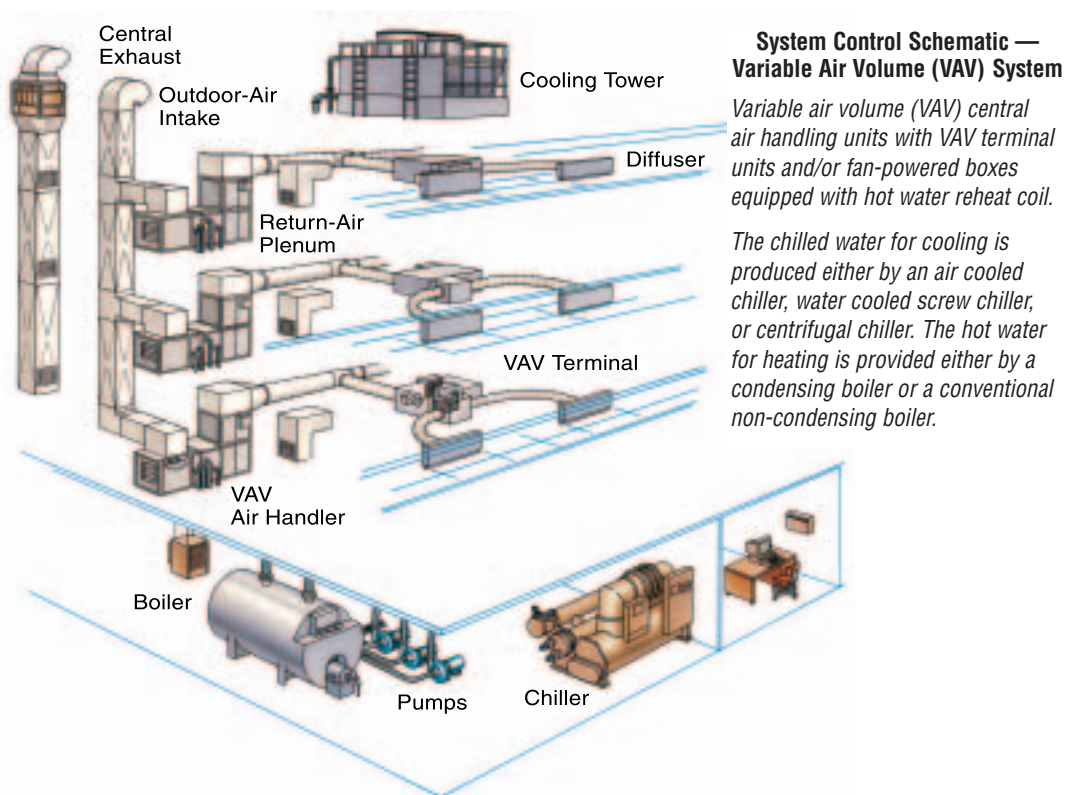 Central
Exhaust
Outdoor-Air
Intake
Cooling Tower
Diffuser
Return-Air
Plenum
VAV Terminal
VAV
Air Handler
Boiler
Pumps
Chiller
System Control Schematic —
Variable Air Volume (VAV) System
Variable air volume (VAV) central
air handling units with VAV terminal
units and/or fan-powered boxes
equipped with hot water reheat coil.
The chilled water for cooling is
produced either by an air cooled
chiller, water cooled screw chiller,
or centrifugal chiller. The hot water
for heating is provided either by a
condensing boiler or a conventional
non-condensing boiler.